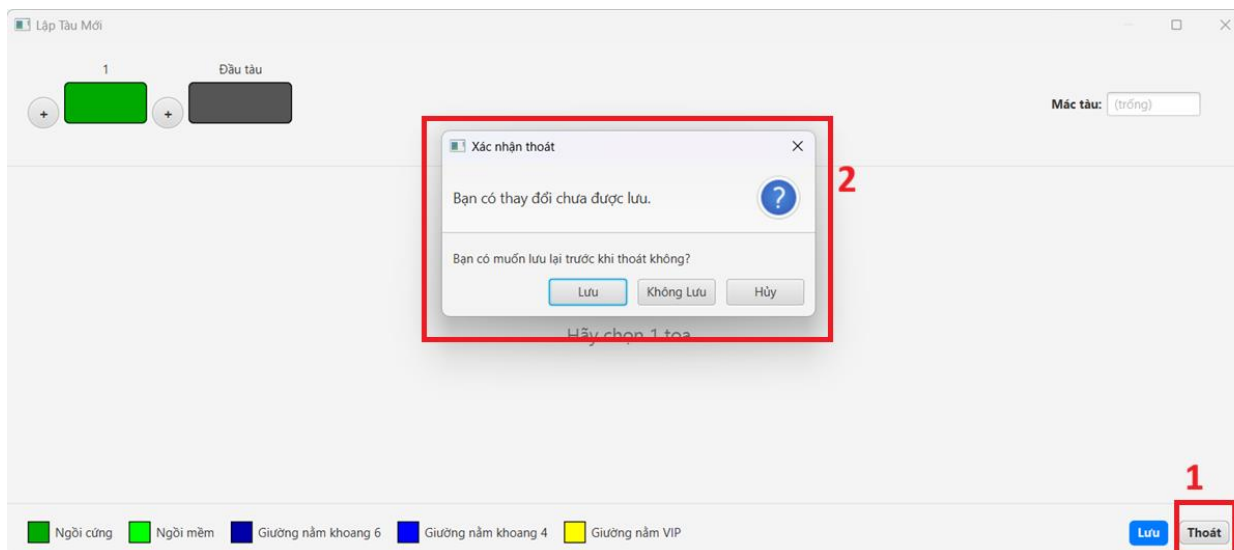 Lập Tàu Mới
1 Đầu tàu
+ +
Mác tàu: (trống)
Xác nhận thoát
Bạn có thay đổi chưa được lưu.
?
2
Bạn có muốn lưu lại trước khi thoát không?
Lưu Không Lưu Hủy
Hãy chọn 1 toa
1
Ngồi cứng Ngồi mềm Giường nằm khoang 6 Giường nằm khoang 4 Giường nằm VIP Lưu Thoát